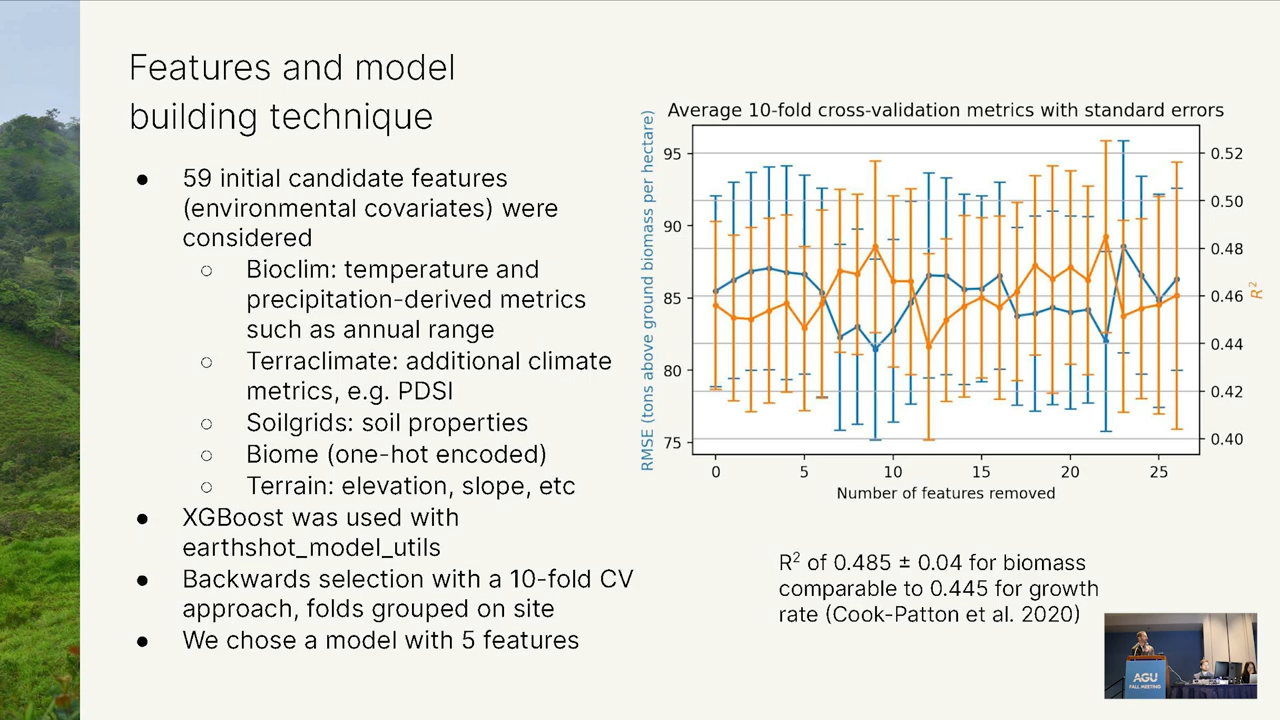 Features and model
building technique
● 59 initial candidate features
(environmental covariates) were
considered
○ Bioclim: temperature and
precipitation-derived metrics
such as annual range
○ Terraclimate: additional climate
metrics, e.g. PDSI
○ Soilgrids: soil properties
○ Biome (one-hot encoded)
○ Terrain: elevation, slope, etc
● XGBoost was used with
earthshot_model_utils
● Backwards selection with a 10-fold CV
approach, folds grouped on site
● We chose a model with 5 features
Average 10-fold cross-validation metrics with standard errors
RMSE (tons above ground biomass per hectare)
95
90
85
80
75
0.52
0.50
0.48
0.46
0.44
0.42
0.40
R²
0 5 10 15 20 25
Number of features removed
R² of 0.485 ± 0.04 for biomass
comparable to 0.445 for growth
rate (Cook-Patton et al. 2020)
AGU
FALL MEETING